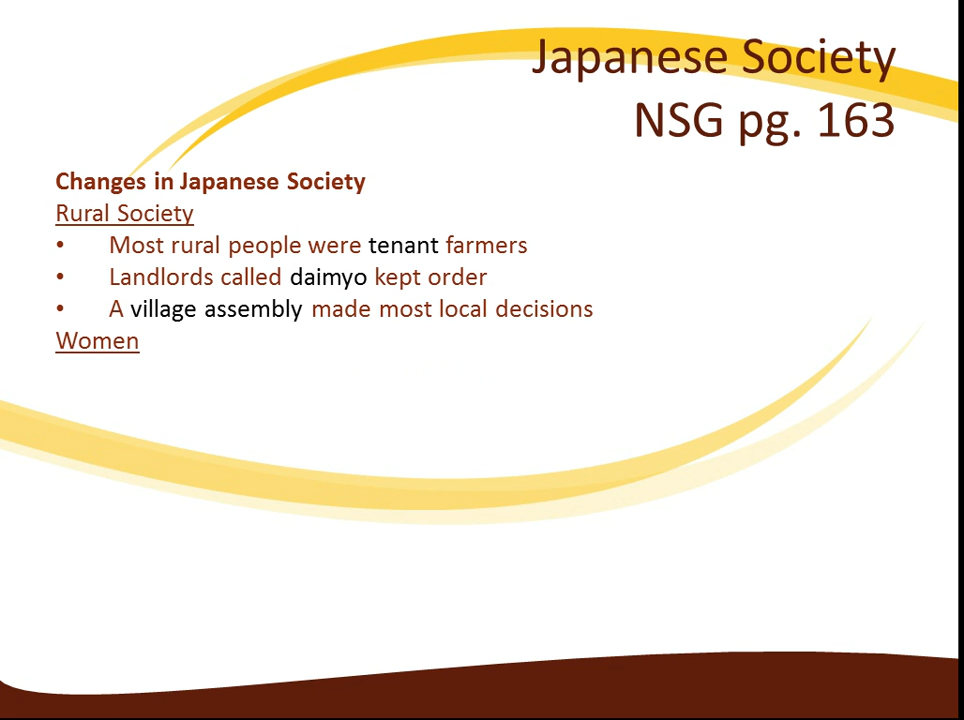 Japanese Society
NSG pg. 163
Changes in Japanese Society
Rural Society
• Most rural people were tenant farmers
• Landlords called daimyo kept order
• A village assembly made most local decisions
Women